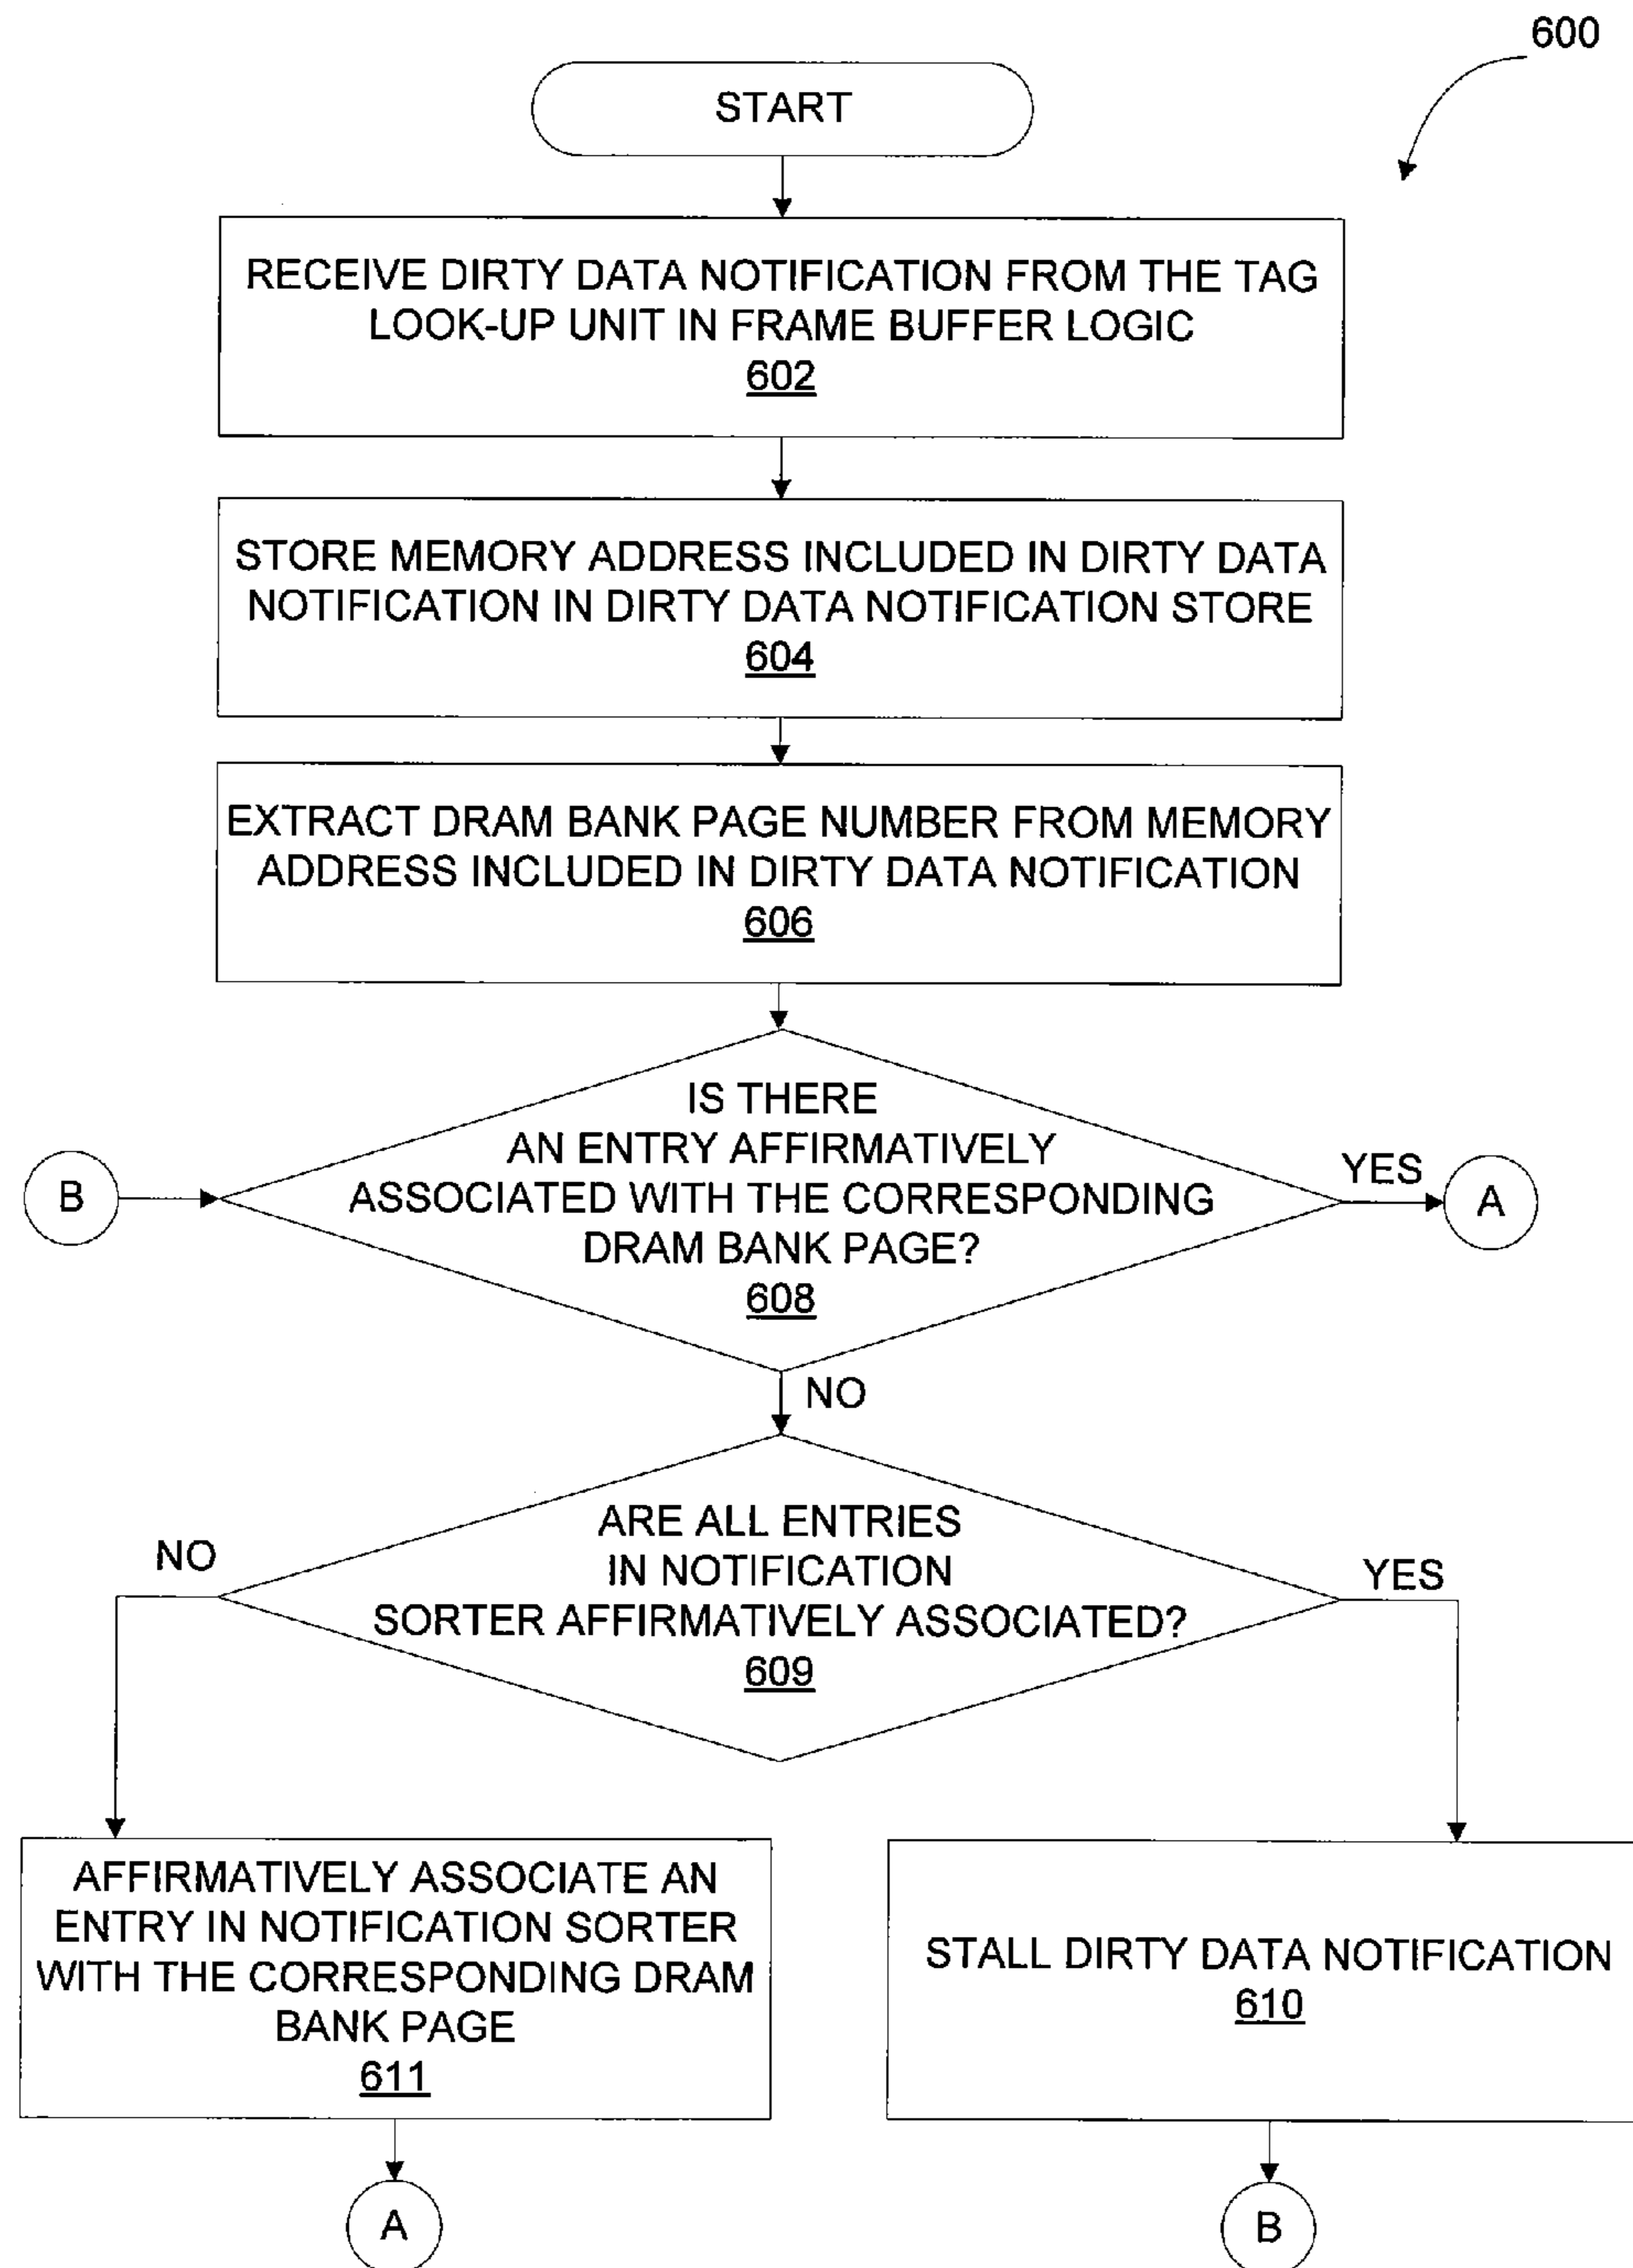 600
START
RECEIVE DIRTY DATA NOTIFICATION FROM THE TAG
LOOK-UP UNIT IN FRAME BUFFER LOGIC
602
STORE MEMORY ADDRESS INCLUDED IN DIRTY DATA
NOTIFICATION IN DIRTY DATA NOTIFICATION STORE
604
EXTRACT DRAM BANK PAGE NUMBER FROM MEMORY
ADDRESS INCLUDED IN DIRTY DATA NOTIFICATION
606
IS THERE
AN ENTRY AFFIRMATIVELY
ASSOCIATED WITH THE CORRESPONDING
DRAM BANK PAGE?
608
B
YES
A
NO
ARE ALL ENTRIES
IN NOTIFICATION
SORTER AFFIRMATIVELY ASSOCIATED?
609
NO
YES
AFFIRMATIVELY ASSOCIATE AN
ENTRY IN NOTIFICATION SORTER
WITH THE CORRESPONDING DRAM
BANK PAGE
611
STALL DIRTY DATA NOTIFICATION
610
A
B